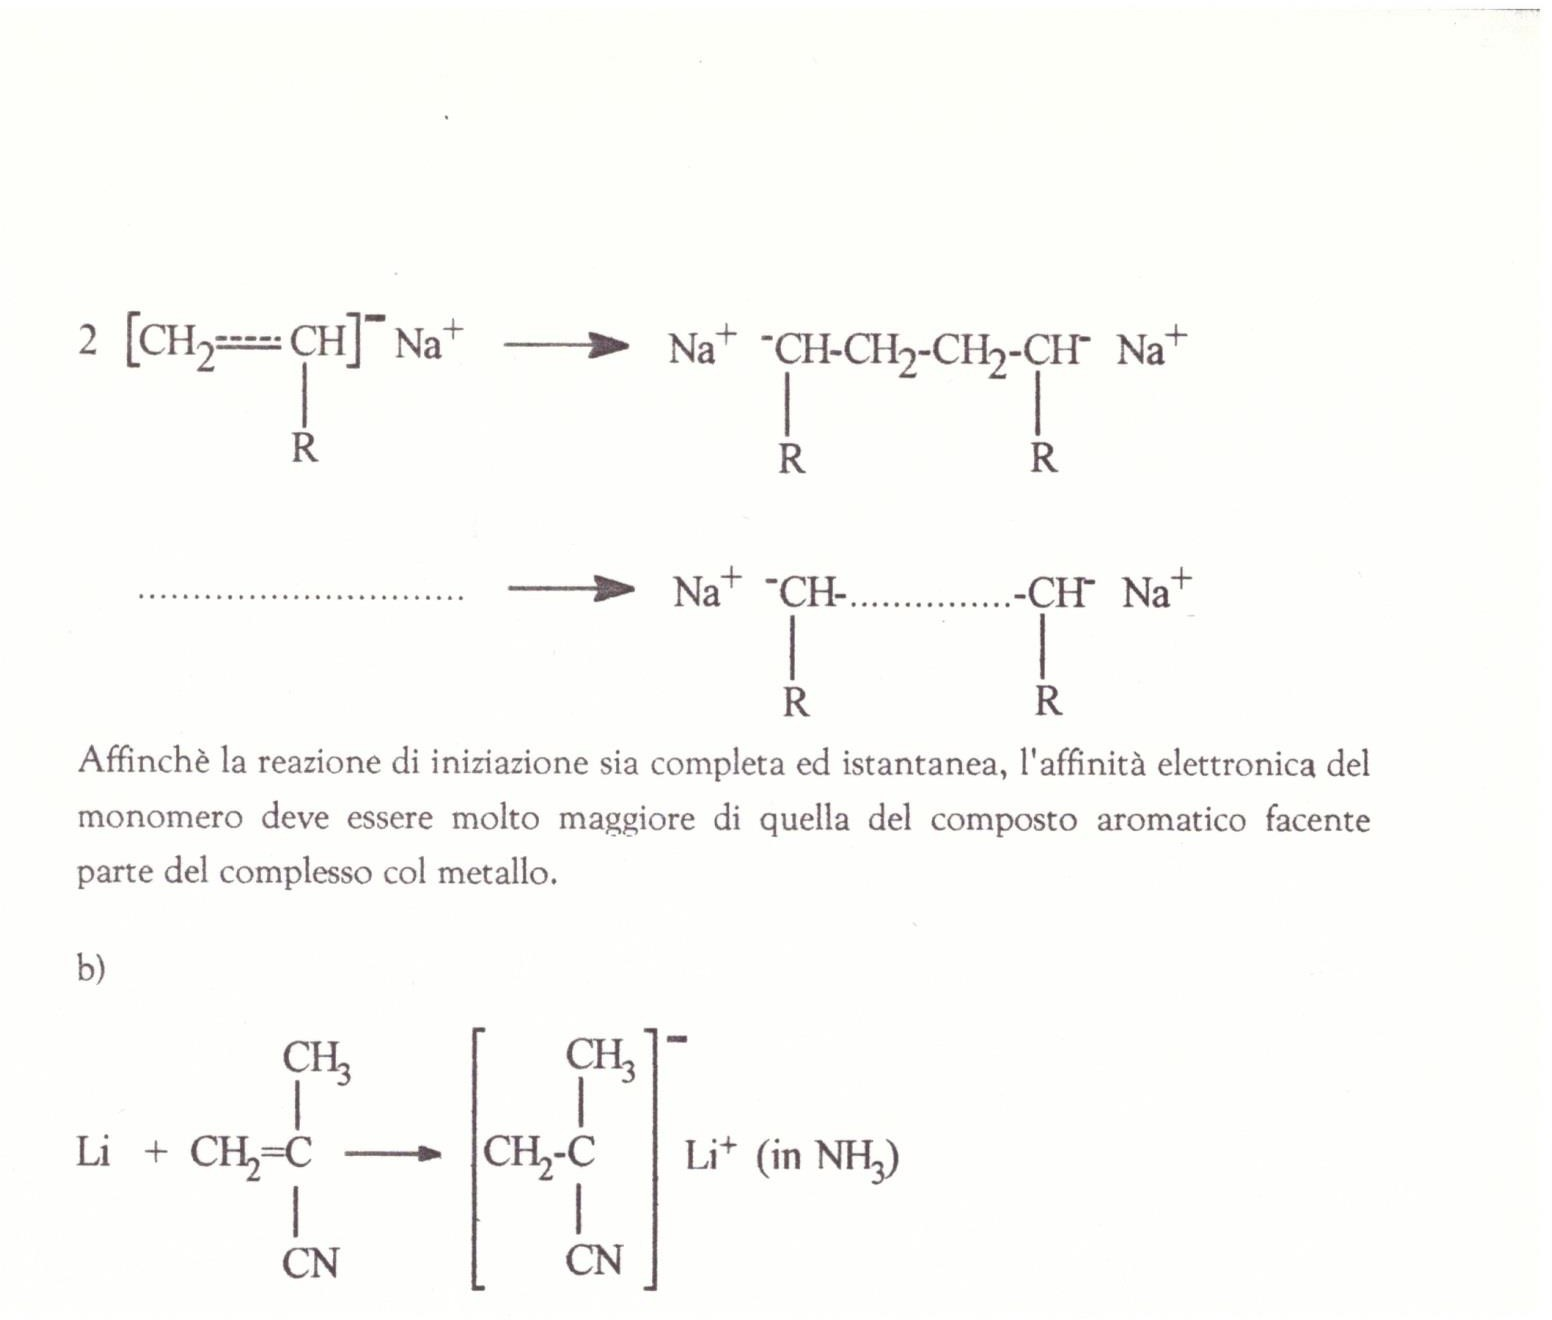 2 [CH₂=====CH]⁻ Na⁺ → Na⁺ ⁻CH-CH₂-CH₂-CH⁻ Na⁺
R R R
.............................. → Na⁺ ⁻CH-...............-CH⁻ Na⁺
R R
Affinchè la reazione di iniziazione sia completa ed istantanea, l'affinità elettronica del
monomero deve essere molto maggiore di quella del composto aromatico facente
parte del complesso col metallo.
b)
CH₃ CH₃ ⁻
Li + CH₂=C → [CH₂-C] Li⁺ (in NH₃)
CN CN